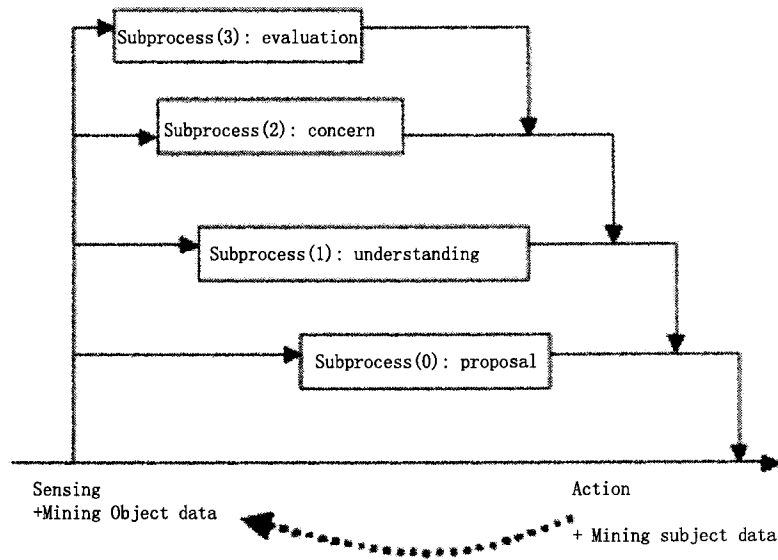 Subprocess(3): evaluation
Subprocess(2): concern
Subprocess(1): understanding
Subprocess(0): proposal
Sensing
+Mining Object data
Action
+ Mining subject data